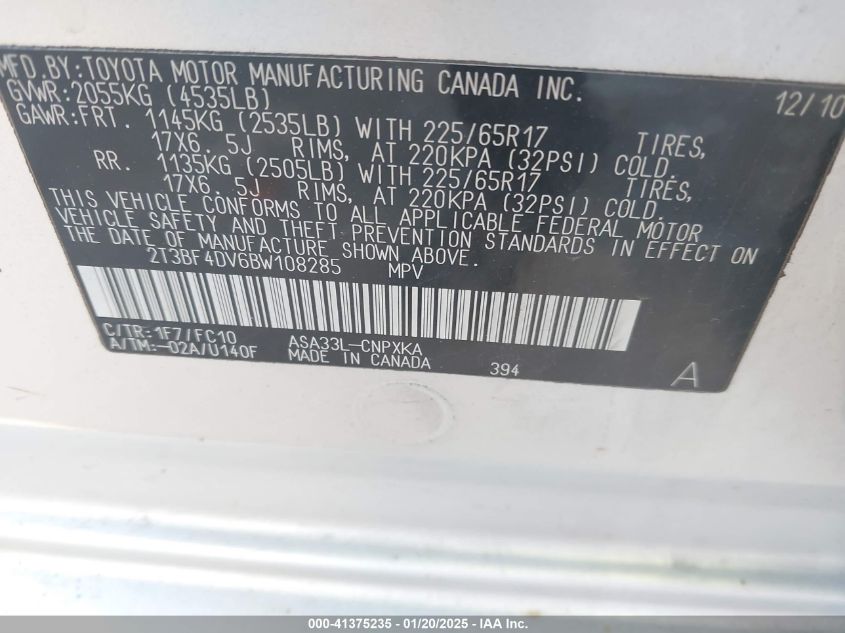 MFD.BY:TOYOTA MOTOR MANUFACTURING CANADA INC. 12/10
GVWR:2055KG (4535LB)
GAWR:FRT. 1145KG (2535LB) WITH 225/65R17 TIRES,
17X6. 5J RIMS, AT 220KPA (32PSI) COLD.
RR. 1135KG (2505LB) WITH 225/65R17 TIRES,
17X6. 5J RIMS, AT 220KPA (32PSI) COLD.
THIS VEHICLE CONFORMS TO ALL APPLICABLE FEDERAL MOTOR
VEHICLE SAFETY AND THEFT PREVENTION STANDARDS IN EFFECT ON
THE DATE OF MANUFACTURE SHOWN ABOVE.
2T3BF4DV6BW108285 MPV
C/TR:1F7/FC10 ASA33L-CNPXKA
A/TM:-02A/U140F MADE IN CANADA 394 A
000-41375235 - 01/20/2025 - IAA Inc.